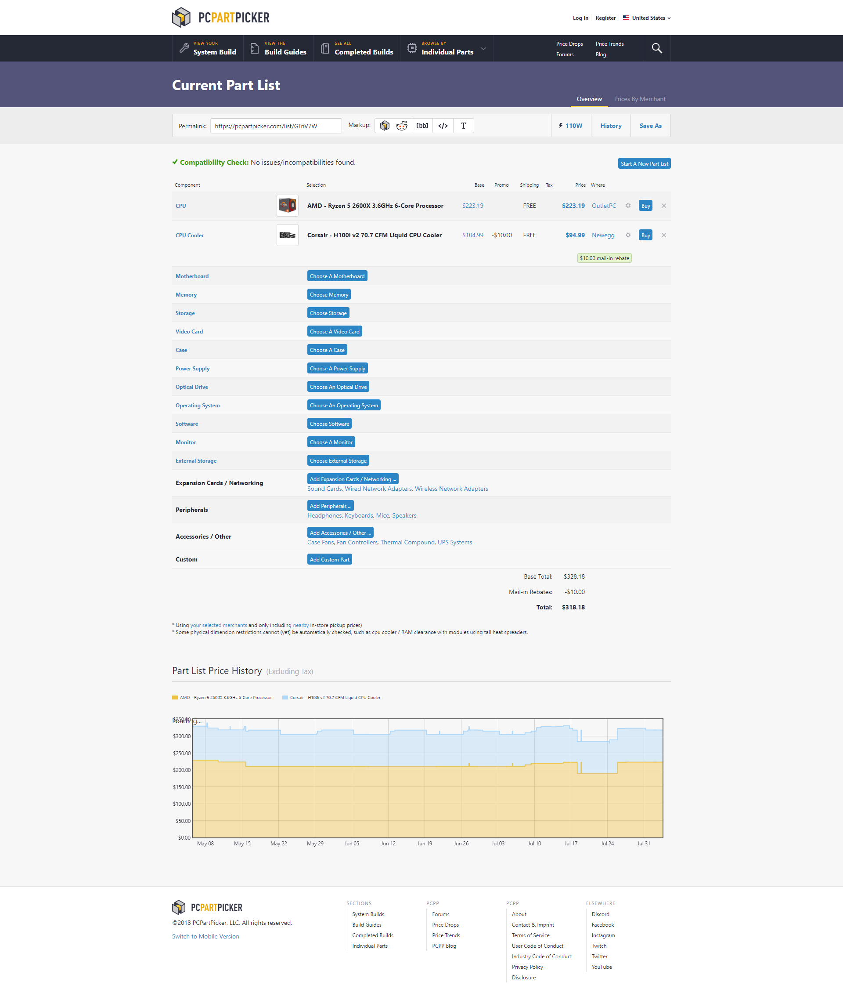 PCPARTPICKER
Log In Register United States
VIEW YOUR
System Build
VIEW THE
Build Guides
SEE ALL
Completed Builds
BROWSE BY
Individual Parts
Price Drops Price Trends
Forums Blog
Current Part List
Overview Prices By Merchant
Permalink: https://pcpartpicker.com/list/GTnV7W Markup: [bb] </> T 110W History Save As
Compatibility Check: No issues/incompatibilities found. Start A New Part List
Component Selection Base Promo Shipping Tax Price Where
CPU AMD - Ryzen 5 2600X 3.6GHz 6-Core Processor $223.19 FREE $223.19 OutletPC Buy
CPU Cooler Corsair - H100i v2 70.7 CFM Liquid CPU Cooler $104.99 -$10.00 FREE $94.99 Newegg Buy
$10.00 mail-in rebate
Motherboard Choose A Motherboard
Memory Choose Memory
Storage Choose Storage
Video Card Choose A Video Card
Case Choose A Case
Power Supply Choose A Power Supply
Optical Drive Choose An Optical Drive
Operating System Choose An Operating System
Software Choose Software
Monitor Choose A Monitor
External Storage Choose External Storage
Expansion Cards / Networking Add Expansion Cards / Networking ...
Sound Cards, Wired Network Adapters, Wireless Network Adapters
Peripherals Add Peripherals ...
Headphones, Keyboards, Mice, Speakers
Accessories / Other Add Accessories / Other ...
Case Fans, Fan Controllers, Thermal Compound, UPS Systems
Custom Add Custom Part
Base Total: $328.18
Mail-in Rebates: -$10.00
Total: $318.18
* Using your selected merchants and only including nearby in-store pickup prices)
* Some physical dimension restrictions cannot (yet) be automatically checked, such as cpu cooler / RAM clearance with modules using tall heat spreaders.
Part List Price History (Excluding Tax)
AMD - Ryzen 5 2600X 3.6GHz 6-Core Processor Corsair - H100i v2 70.7 CFM Liquid CPU Cooler
Loading...
$350.00
$300.00
$250.00
$200.00
$150.00
$100.00
$50.00
$0.00
May 08 May 15 May 22 May 29 Jun 05 Jun 12 Jun 19 Jun 26 Jul 03 Jul 10 Jul 17 Jul 24 Jul 31
PCPARTPICKER
©2018 PCPartPicker, LLC. All rights reserved.
Switch to Mobile Version
SECTIONS
System Builds
Build Guides
Completed Builds
Individual Parts
PCPP
Forums
Price Drops
Price Trends
PCPP Blog
PCPP
About
Contact & Imprint
Terms of Service
User Code of Conduct
Industry Code of Conduct
Privacy Policy
Disclosure
ELSEWHERE
Discord
Facebook
Instagram
Twitch
Twitter
YouTube